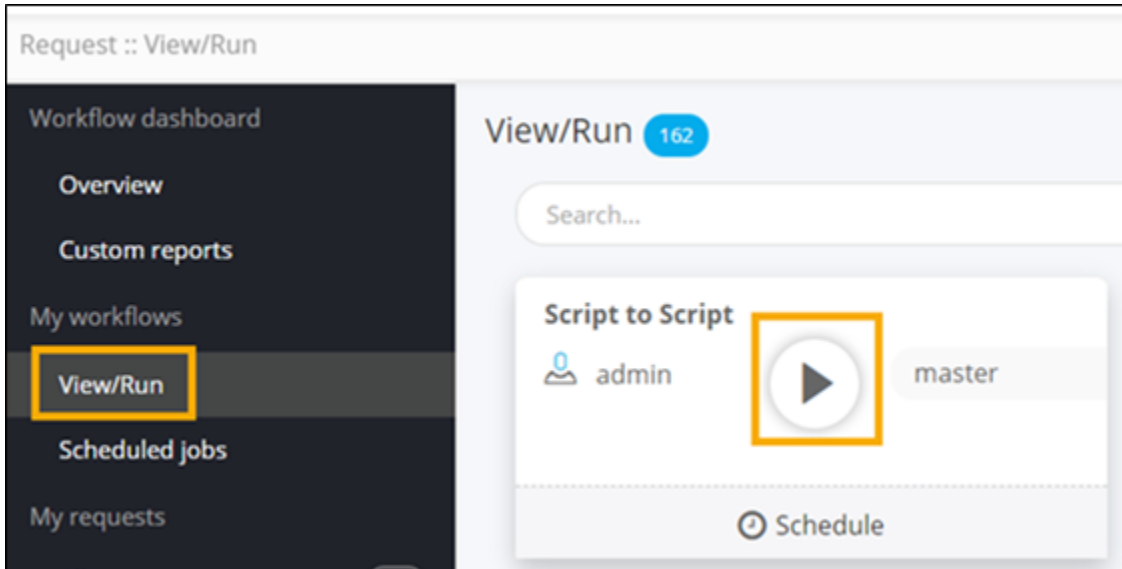 Request :: View/Run
Workflow dashboard
Overview
Custom reports
My workflows
View/Run
Scheduled jobs
My requests
View/Run 162
Search...
Script to Script
admin
master
Schedule